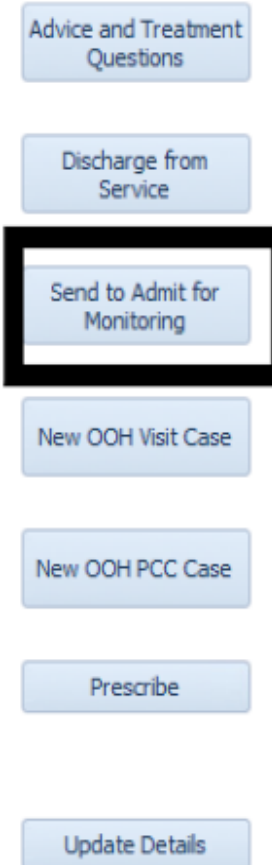 Advice and Treatment
Questions
Discharge from
Service
Send to Admit for
Monitoring
New OOH Visit Case
New OOH PCC Case
Prescribe
Update Details